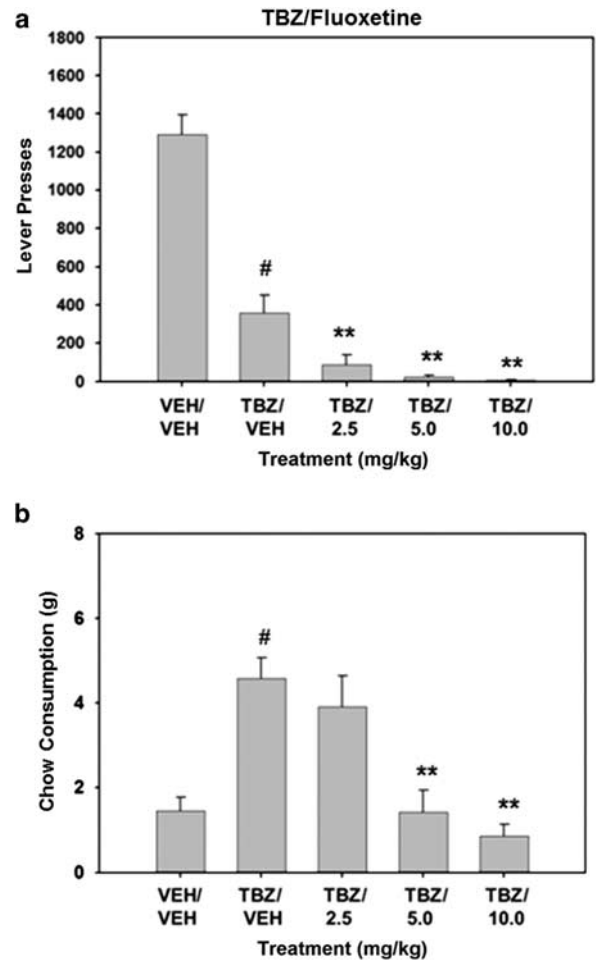 a
TBZ/Fluoxetine
1800
1600
1400
1200
1000
800
600
400
200
0
Lever Presses
#
**
**
**
VEH/ TBZ/ TBZ/ TBZ/ TBZ/
VEH VEH 2.5 5.0 10.0
Treatment (mg/kg)
b
8
6
4
2
0
Chow Consumption (g)
#
**
**
VEH/ TBZ/ TBZ/ TBZ/ TBZ/
VEH VEH 2.5 5.0 10.0
Treatment (mg/kg)